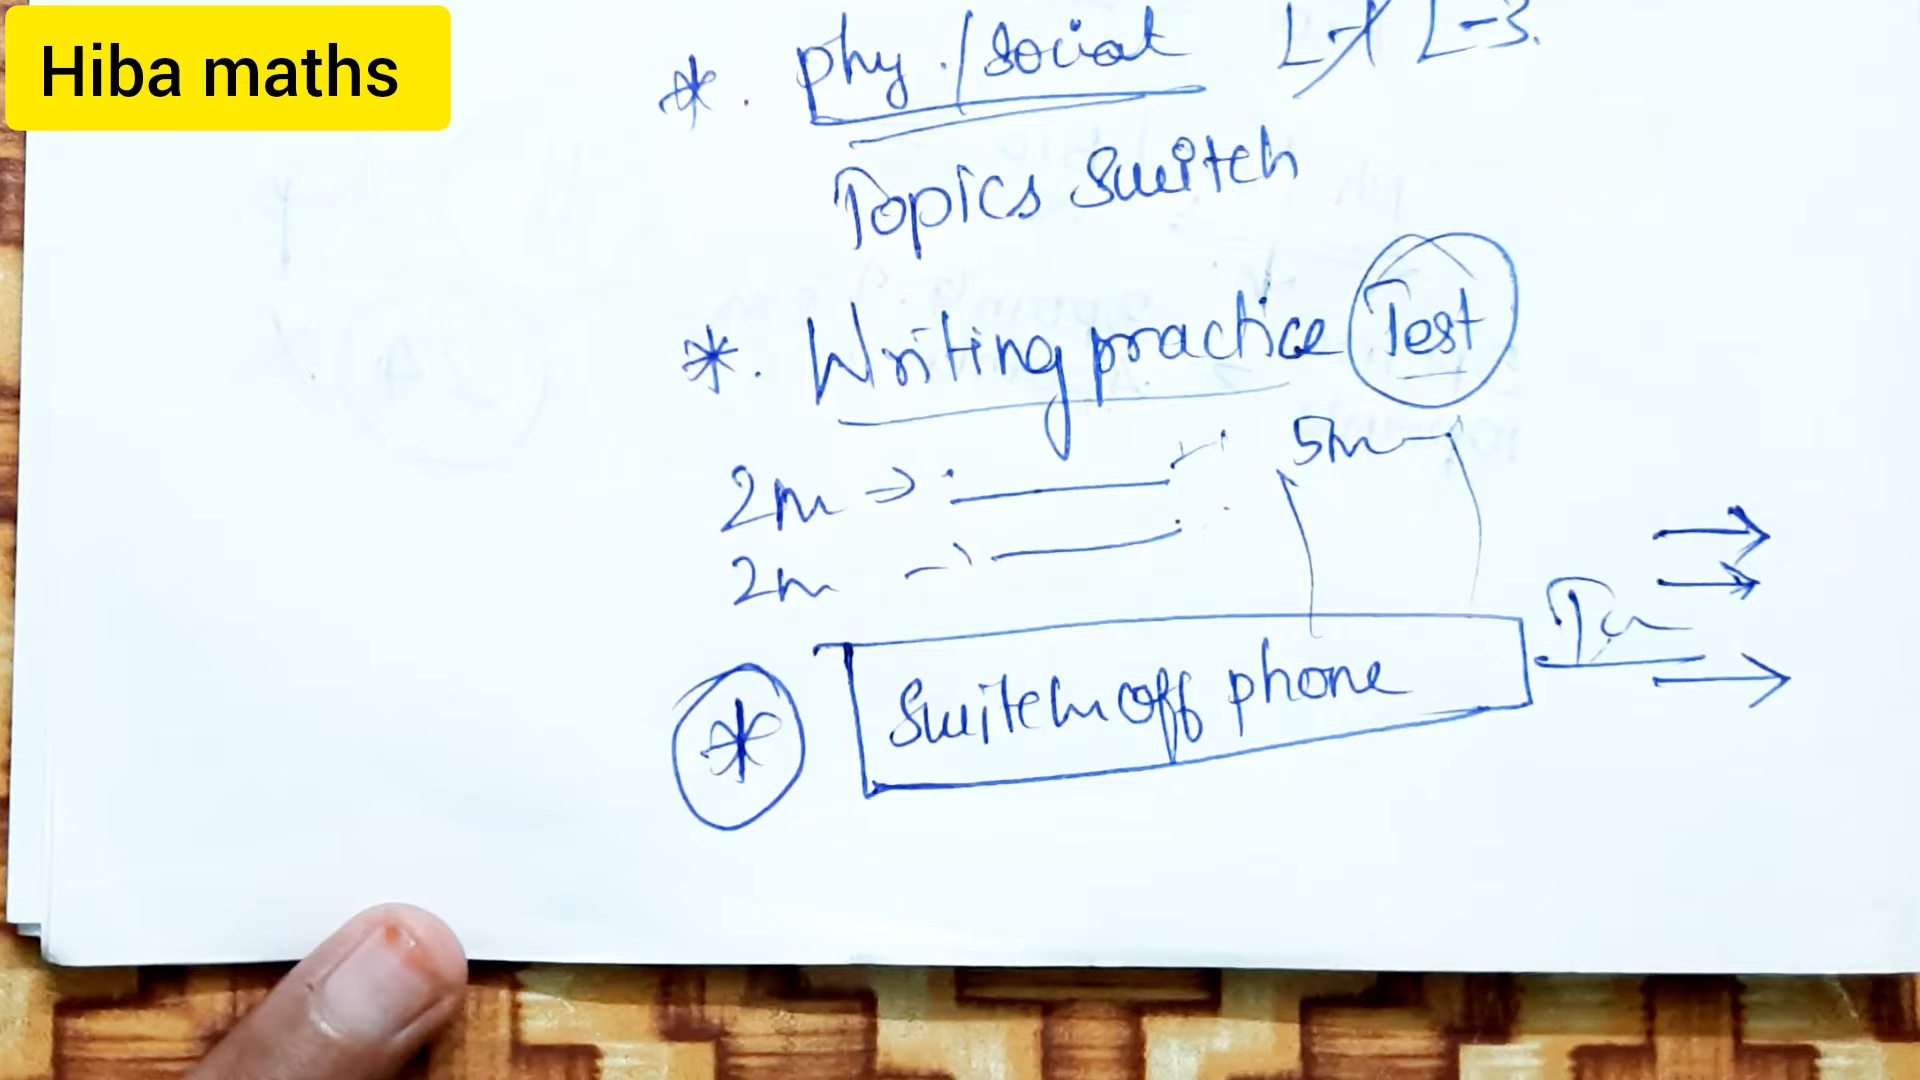 Hiba maths
*. phy./social L-1 L-3.
Topics Switch
*. Writing practice Test
2m →
5m
2m
* Switch off phone